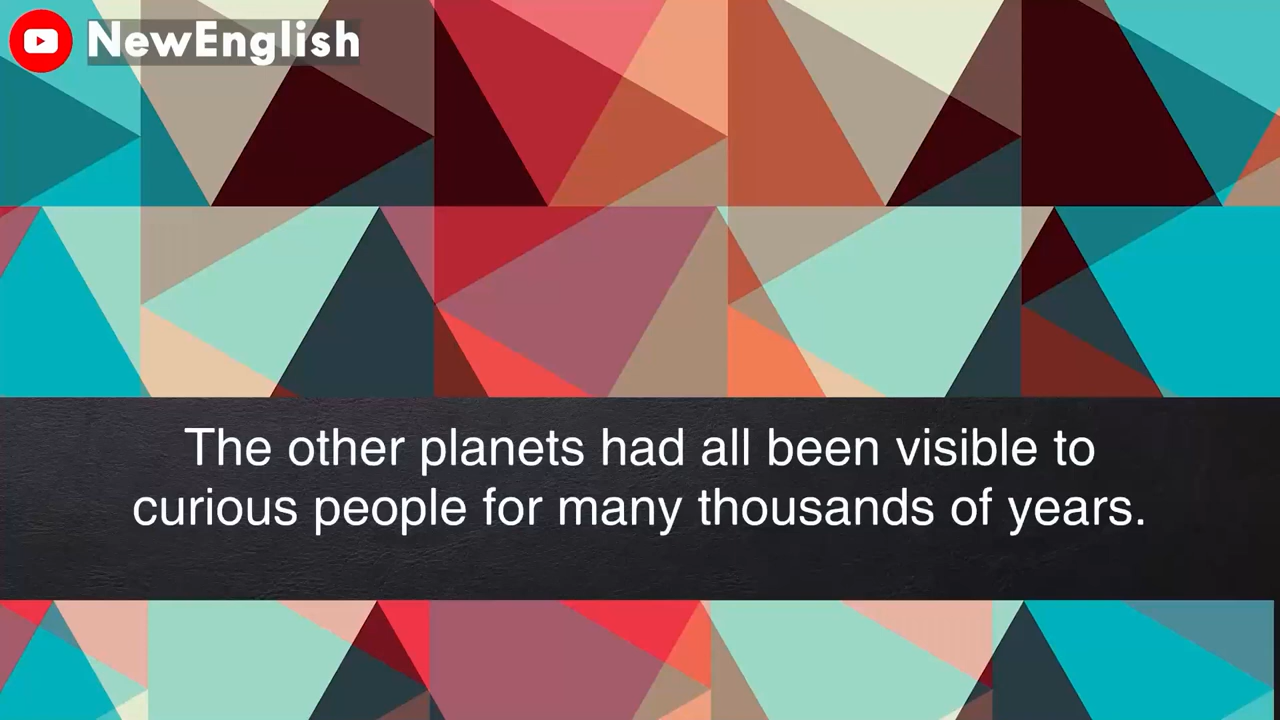 NewEnglish
The other planets had all been visible to
curious people for many thousands of years.